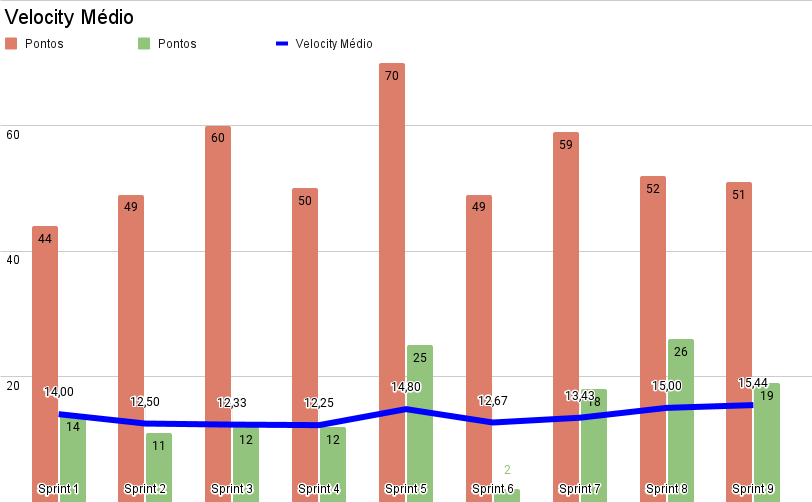 Velocity Médio
Pontos Pontos Velocity Médio
70
60 60 59
49 50 49 52 51
44
40
25 26
20
14,00 12,50 12,33 12,25 14,80 12,67 13,43 18 15,00 15,44 19
14 11 12 12
2
Sprint 1 Sprint 2 Sprint 3 Sprint 4 Sprint 5 Sprint 6 Sprint 7 Sprint 8 Sprint 9